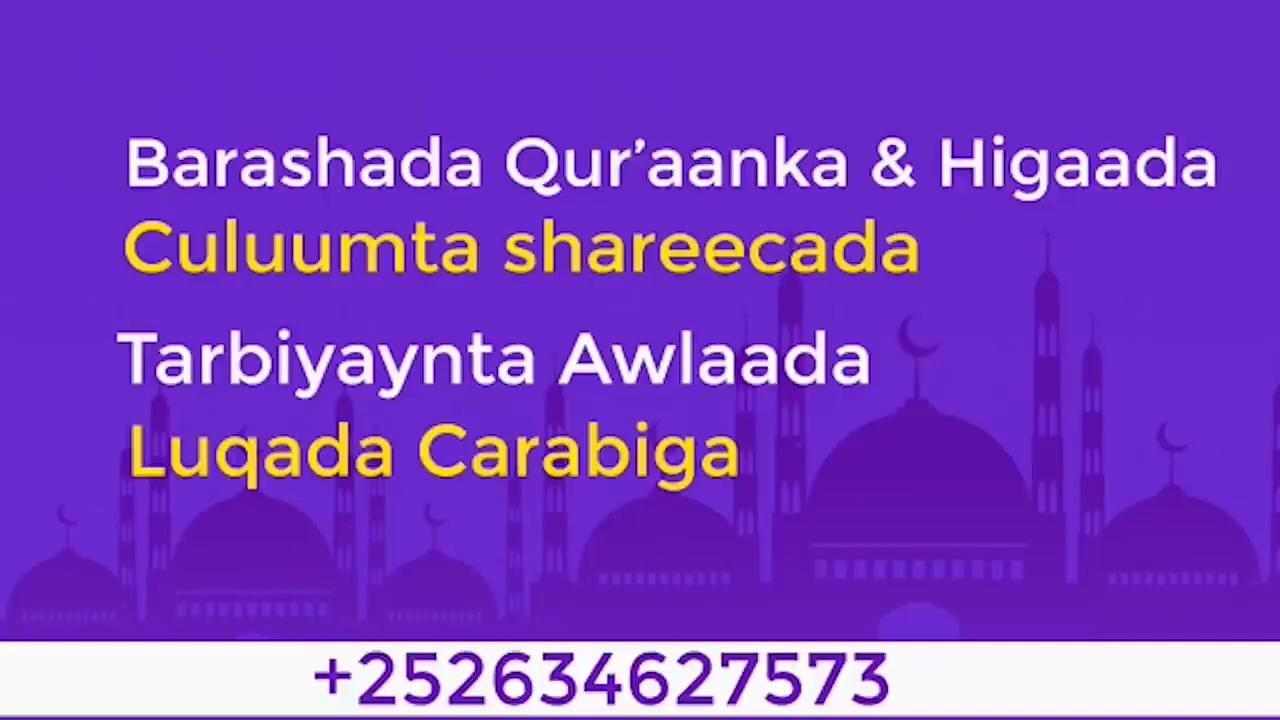 Barashada Qur’aanka & Higaada
Culuumta shareecada
Tarbiyaynta Awlaada
Luqada Carabiga
+252634627573